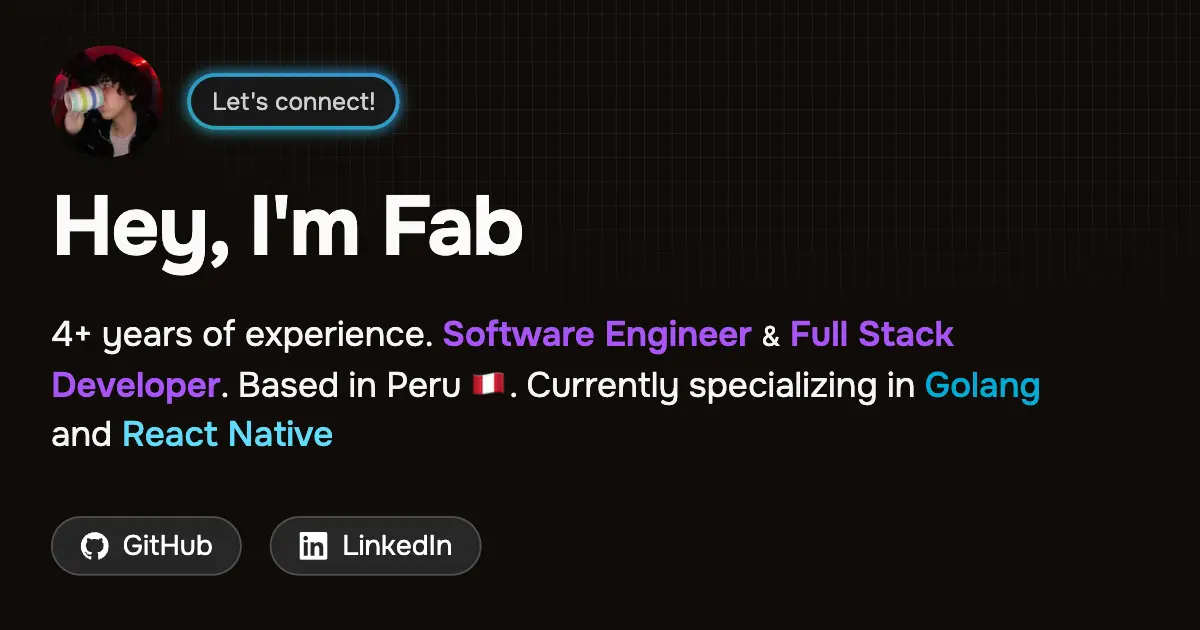 Let's connect!
Hey, I'm Fab
4+ years of experience. Software Engineer & Full Stack
Developer. Based in Peru 🇵🇪. Currently specializing in Golang
and React Native
GitHub
LinkedIn